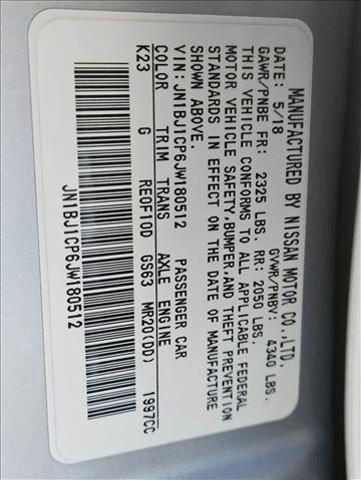 MANUFACTURED BY NISSAN MOTOR CO.,LTD.
5/18 GVWR/PNBV: 4340 LBS.
GAWR/PNBE FR: 2325 LBS. RR: 2050 LBS.
THIS VEHICLE CONFORMS TO ALL APPLICABLE FEDERAL
MOTOR VEHICLE SAFETY,BUMPER,AND THEFT PREVENTION
STANDARDS IN EFFECT ON THE DATE OF MANUFACTURE
SHOWN ABOVE.
VIN:JN1BJ1CP6JW180512 PASSENGER CAR
COLOR TRIM TRANS AXLE ENGINE
K23 G RE0F10D GS63 MR20(DD) 1997CC
JN1BJ1CP6JW180512